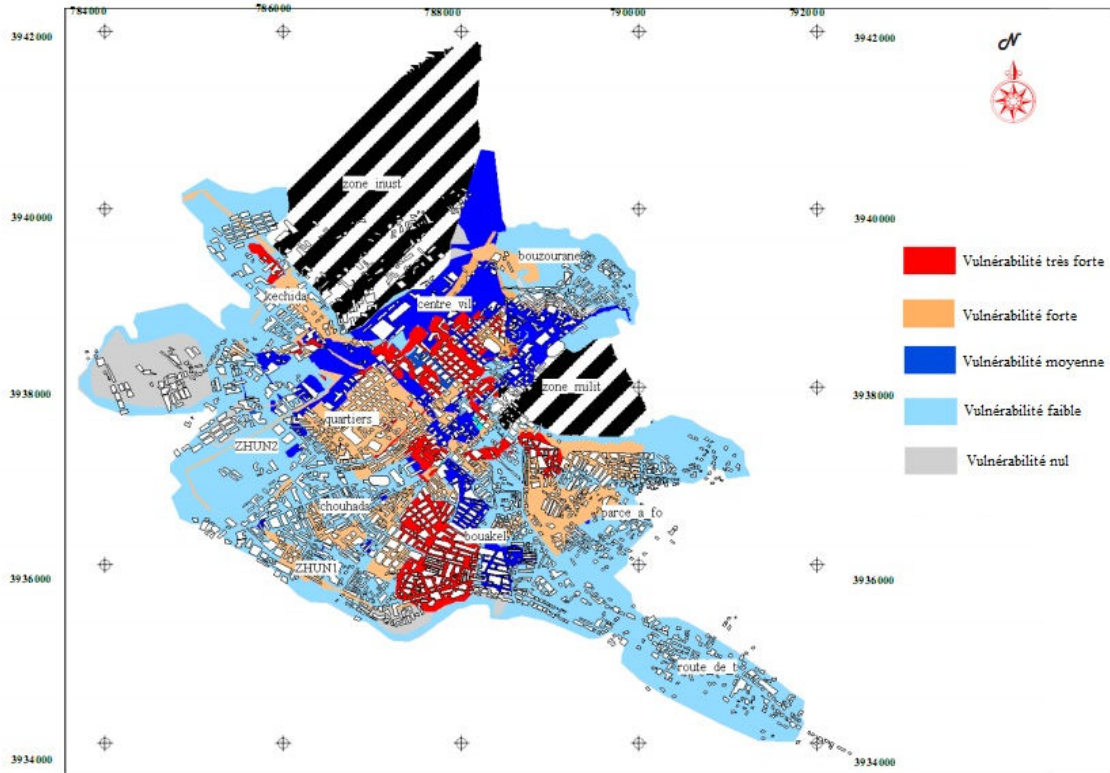 784000
786000
788000
790000
792000
3942000
3942000
N
zone_inust
3940000
3940000
bouzourane
Vulnérabilité très forte
kechida
centre_vil
Vulnérabilité forte
Vulnérabilité moyenne
3938000
zone_milit
3938000
Vulnérabilité faible
quartiers_
ZHUN2
Vulnérabilité nul
chouhada
parce_a_fo
bouakel
ZHUN1
3936000
3936000
route_de_t
3934000
3934000